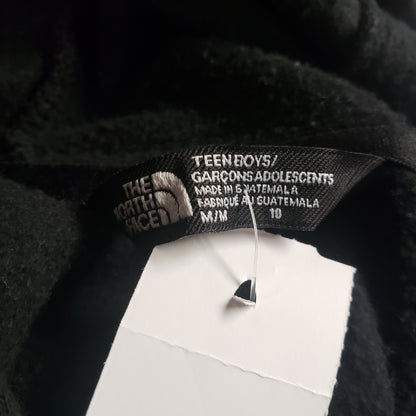 THE
NORTH
FACE
TEEN BOYS/
GARÇONS ADOLESCENTS
MADE IN GUATEMALA
FABRIQUÉ AU GUATEMALA
M/M 10